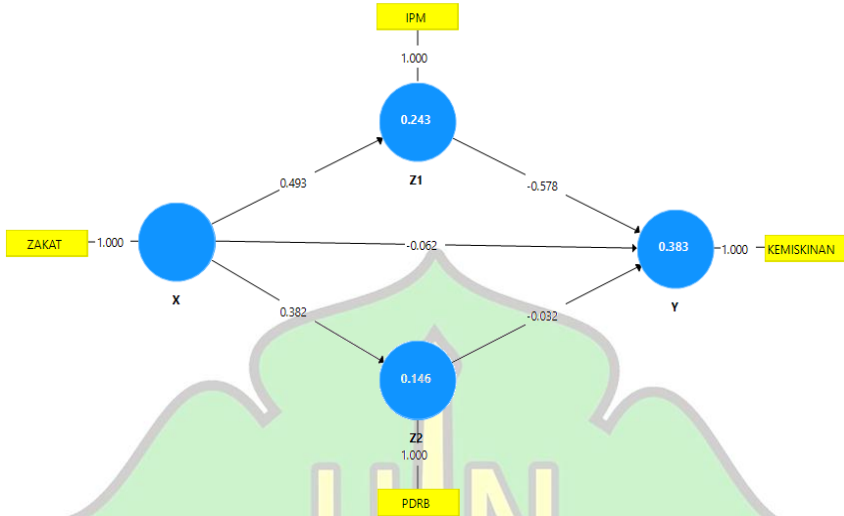 IPM
1.000
0.243
Z1
0.493
-0.578
ZAKAT
1.000
-0.062
0.383
1.000
KEMISKINAN
X
Y
0.382
-0.032
0.146
Z2
1.000
PDRB